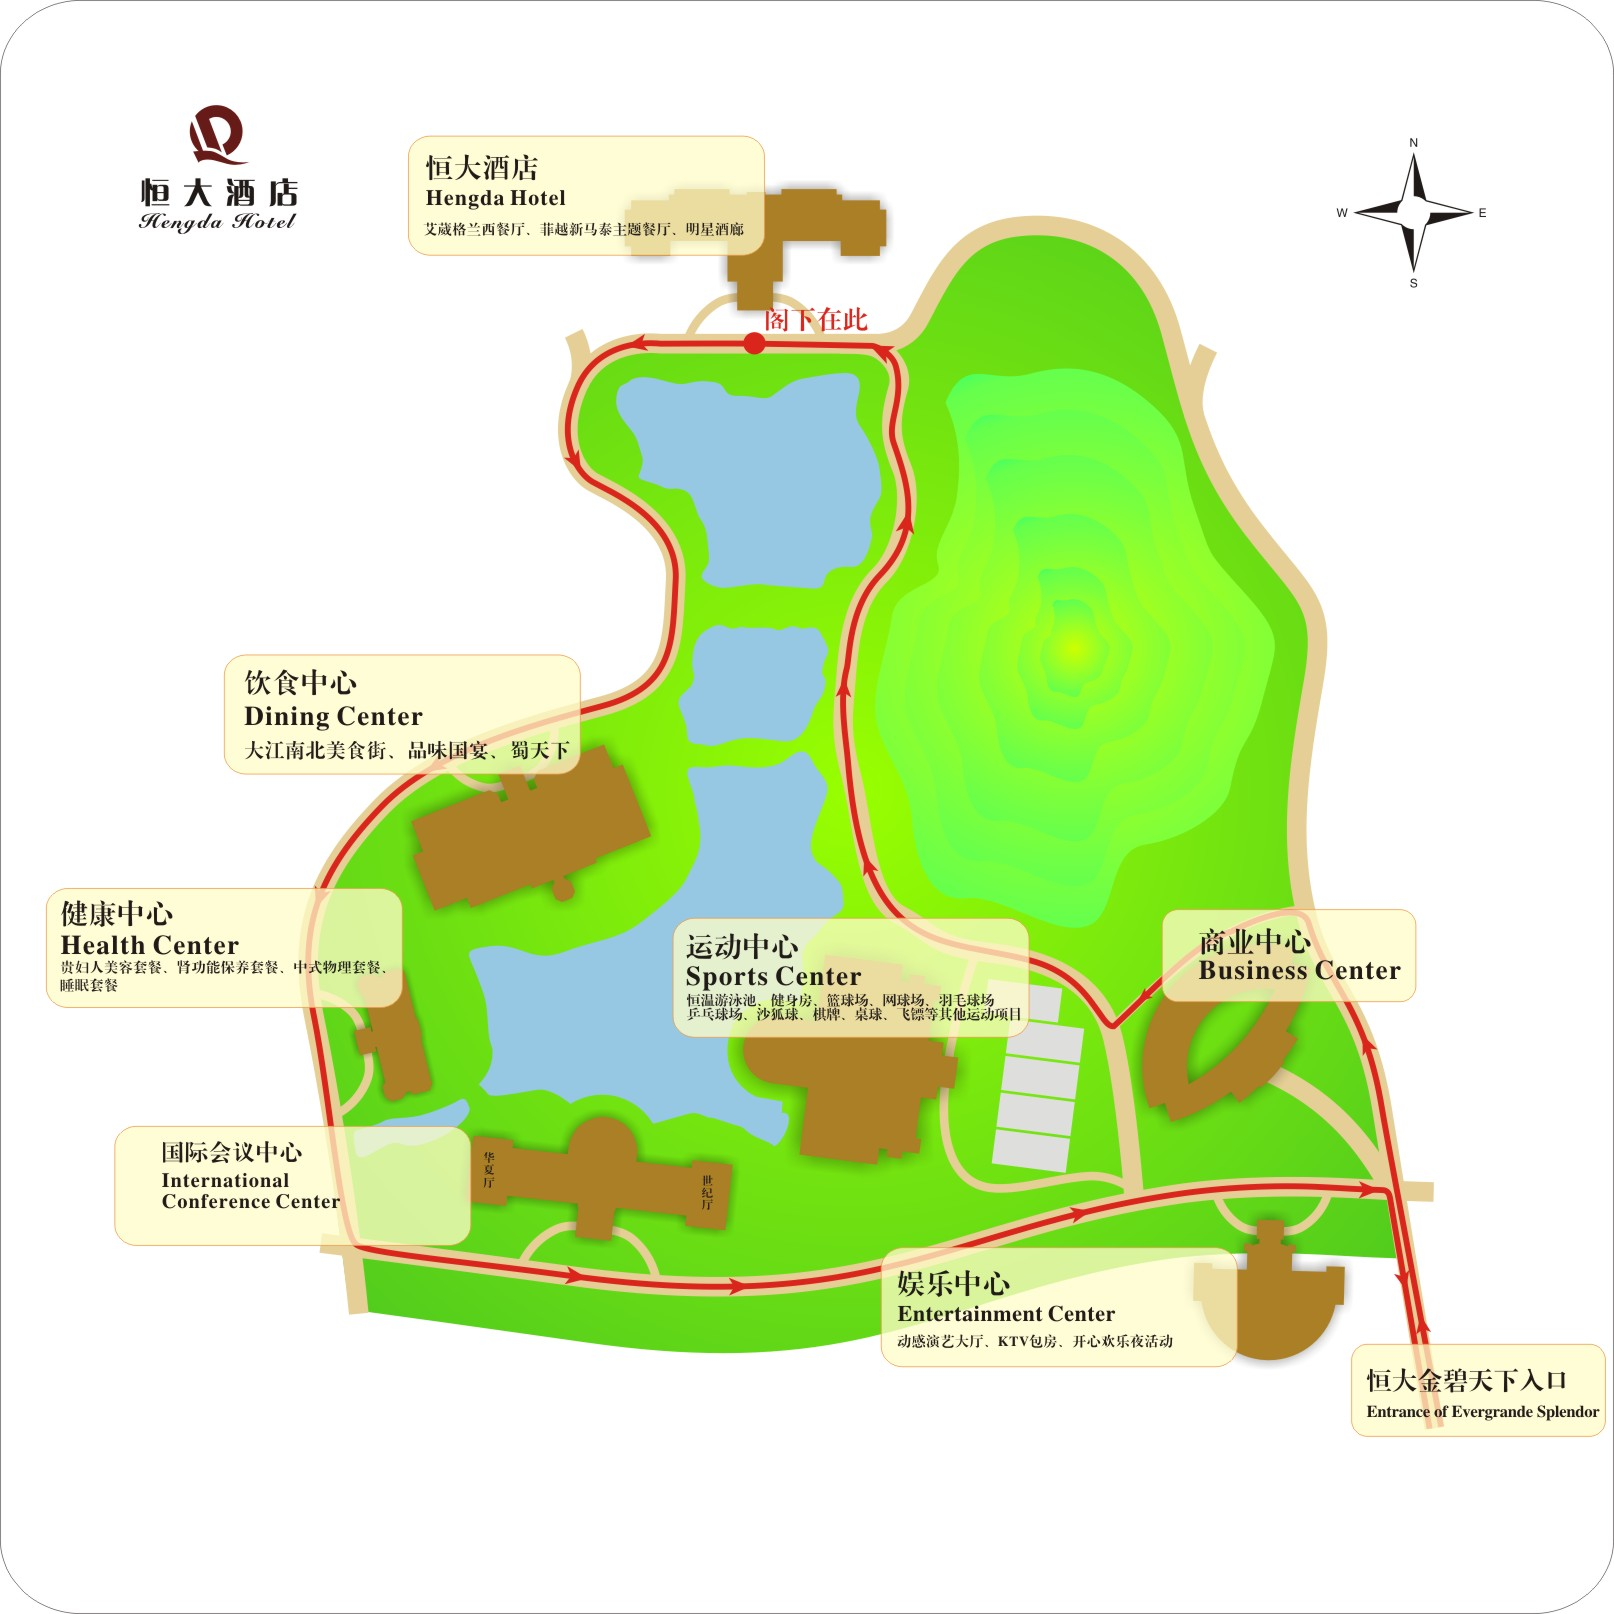 恒大酒店
Hengda Hotel
恒大酒店
Hengda Hotel
艾葳格兰西餐厅、菲越新马泰主题餐厅、明星酒廊
N
W
E
S
阁下在此
饮食中心
Dining Center
大江南北美食街、品味国宴、蜀天下
健康中心
Health Center
贵妇人美容套餐、肾功能保养套餐、中式物理套餐、
睡眠套餐
运动中心
Sports Center
恒温游泳池、健身房、篮球场、网球场、羽毛球场
乒乓球场、沙狐球、棋牌、桌球、飞镖等其他运动项目
商业中心
Business Center
国际会议中心
International
Conference Center
华夏厅
世纪厅
娱乐中心
Entertainment Center
动感演艺大厅、KTV包房、开心欢乐夜活动
恒大金碧天下入口
Entrance of Evergrande Splendor